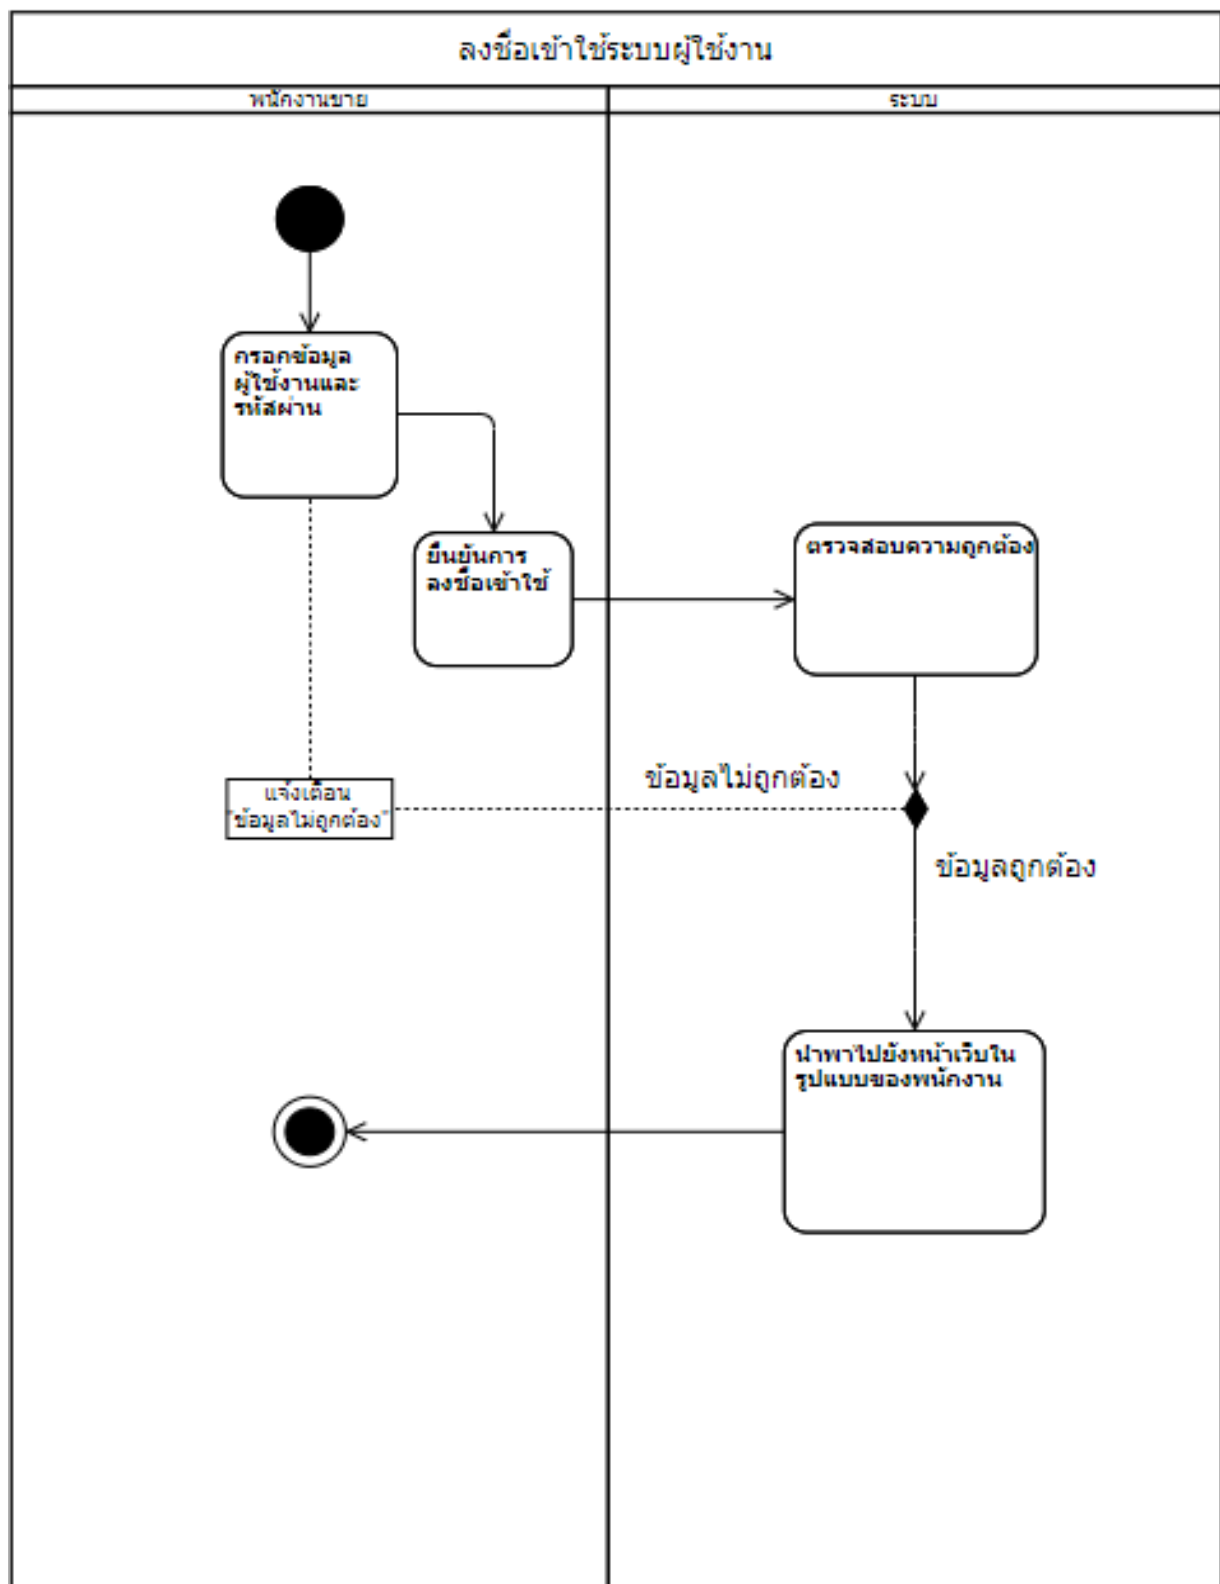 ลงชื่อเข้าใช้ระบบผู้ใช้งาน
พนักงานขาย
ระบบ
กรอกข้อมูล
ผู้ใช้งานและ
รหัสผ่าน
ยืนยันการ
ลงชื่อเข้าใช้
ตรวจสอบความถูกต้อง
ข้อมูลไม่ถูกต้อง
แจ้งเตือน
"ข้อมูลไม่ถูกต้อง"
ข้อมูลถูกต้อง
นำพาไปยังหน้าเว็บใน
รูปแบบของพนักงาน